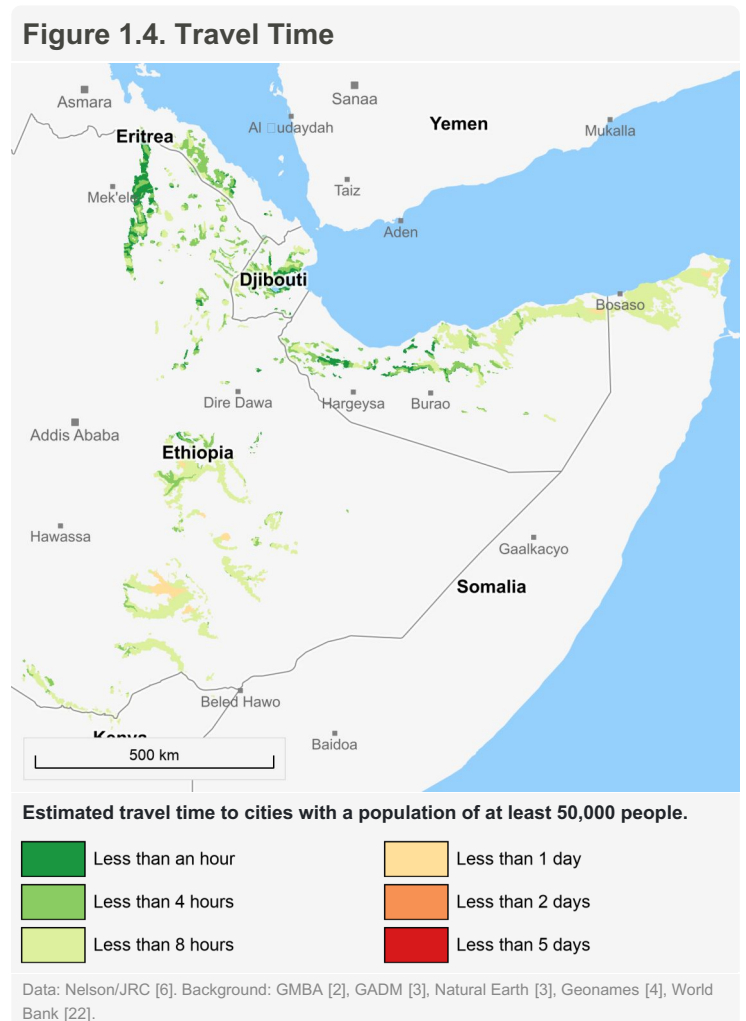 Figure 1.4. Travel Time
Asmara
Sanaa
Eritrea
Al □udaydah
Yemen
Mukalla
Mek'ele
Taiz
Aden
Djibouti
Bosaso
Dire Dawa
Hargeysa
Burao
Addis Ababa
Ethiopia
Hawassa
Gaalkacyo
Somalia
Beled Hawo
Kenya
Baidoa
500 km
Estimated travel time to cities with a population of at least 50,000 people.
Less than an hour
Less than 4 hours
Less than 8 hours
Less than 1 day
Less than 2 days
Less than 5 days
Data: Nelson/JRC [6]. Background: GMBA [2], GADM [3], Natural Earth [3], Geonames [4], World
Bank [22].